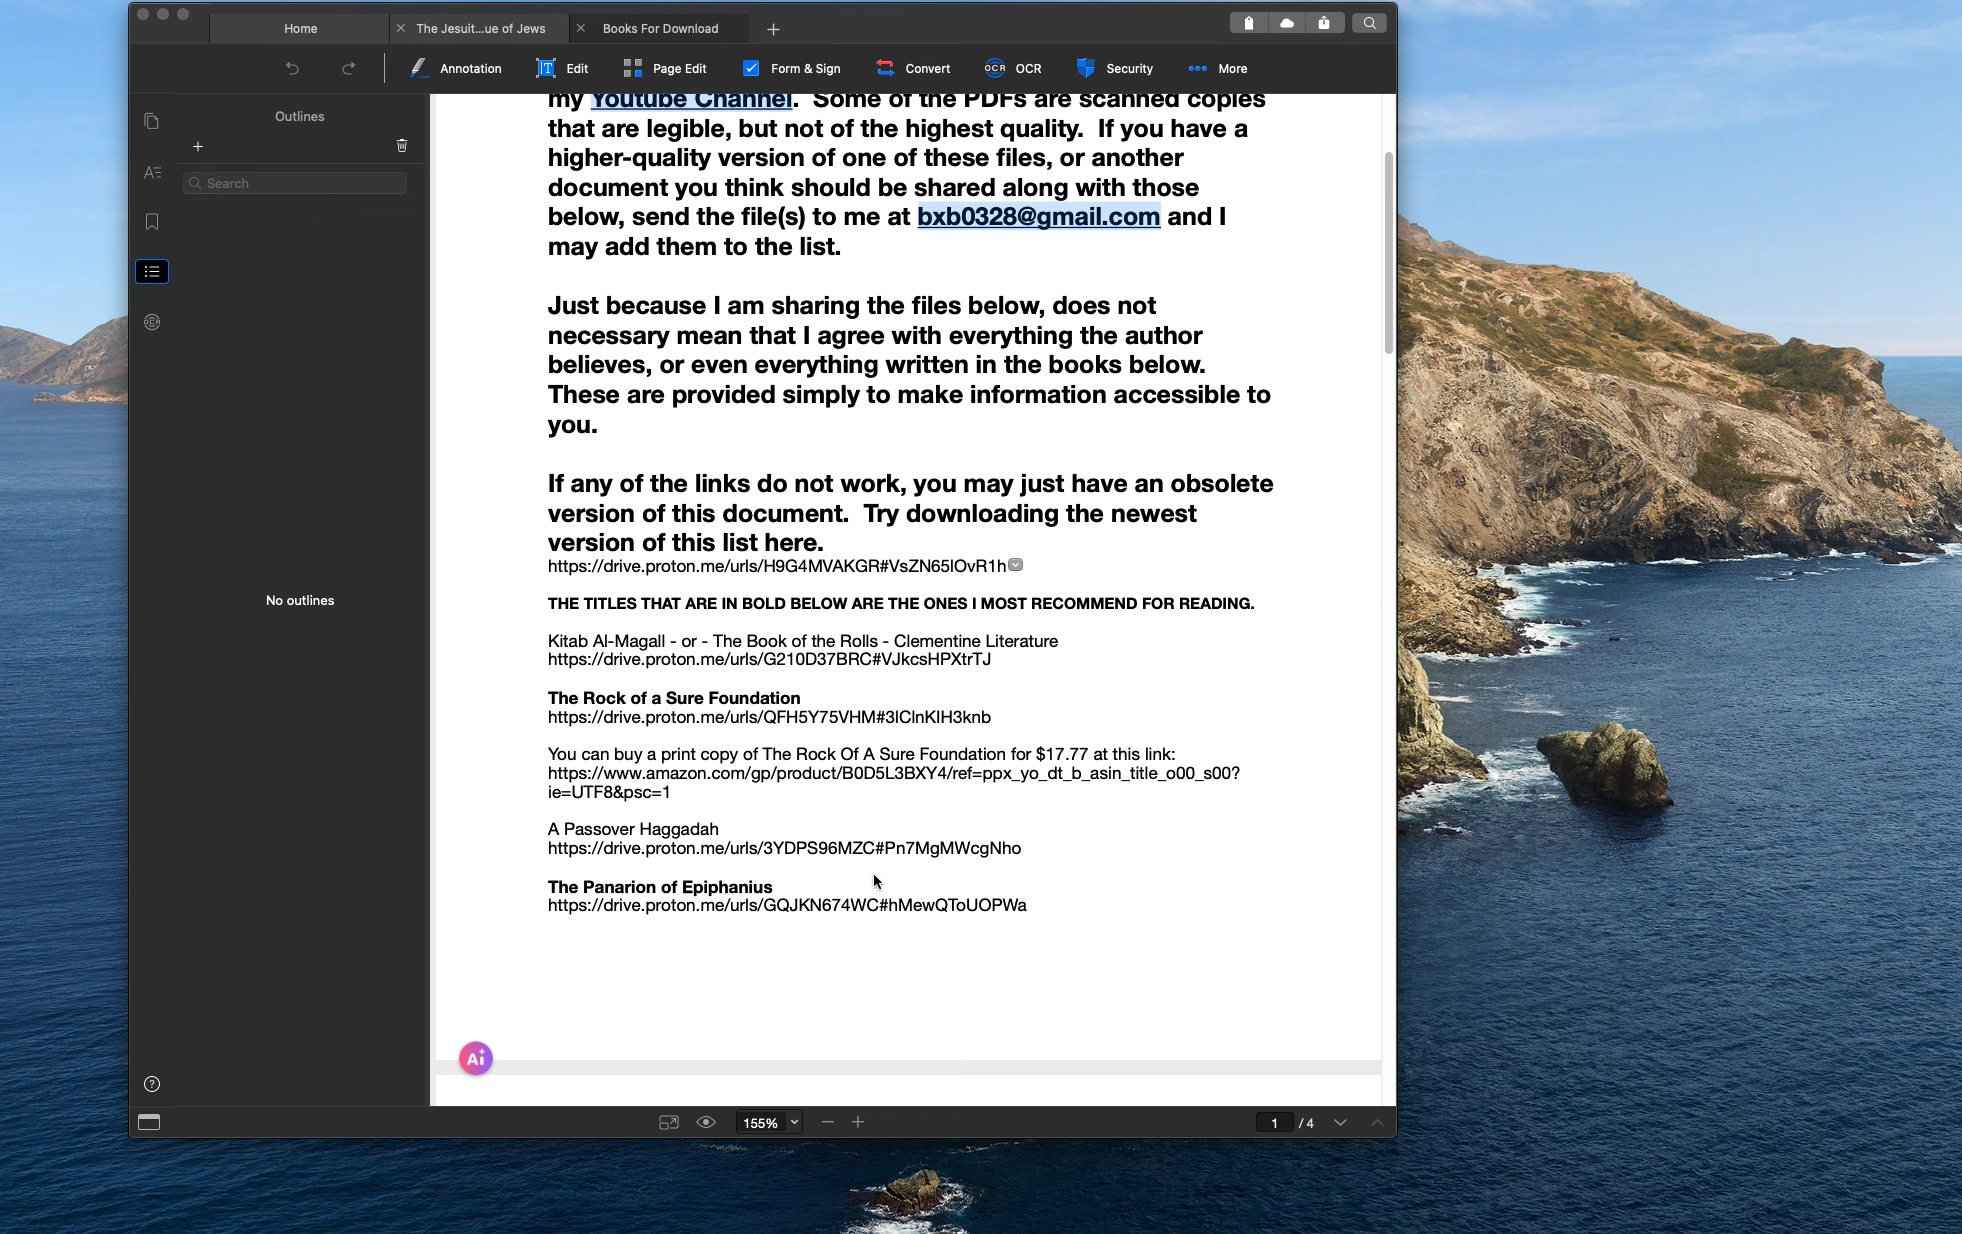 Home
The Jesuit...ue of Jews
Books For Download
Annotation
Edit
Page Edit
Form & Sign
Convert
OCR
OCR
Security
More
Outlines
Search
No outlines
my Youtube Channel.  Some of the PDFs are scanned copies
that are legible, but not of the highest quality.  If you have a
higher-quality version of one of these files, or another
document you think should be shared along with those
below, send the file(s) to me at bxb0328@gmail.com and I
may add them to the list.
Just because I am sharing the files below, does not
necessary mean that I agree with everything the author
believes, or even everything written in the books below.
These are provided simply to make information accessible to
you.
If any of the links do not work, you may just have an obsolete
version of this document.  Try downloading the newest
version of this list here.
https://drive.proton.me/urls/H9G4MVAKGR#VsZN65lOvR1h
THE TITLES THAT ARE IN BOLD BELOW ARE THE ONES I MOST RECOMMEND FOR READING.
Kitab Al-Magall - or - The Book of the Rolls - Clementine Literature
https://drive.proton.me/urls/G210D37BRC#VJkcsHPXtrTJ
The Rock of a Sure Foundation
https://drive.proton.me/urls/QFH5Y75VHM#3lClnKIH3knb
You can buy a print copy of The Rock Of A Sure Foundation for $17.77 at this link:
https://www.amazon.com/gp/product/B0D5L3BXY4/ref=ppx_yo_dt_b_asin_title_o00_s00?
ie=UTF8&psc=1
A Passover Haggadah
https://drive.proton.me/urls/3YDPS96MZC#Pn7MgMWcgNho
The Panarion of Epiphanius
https://drive.proton.me/urls/GQJKN674WC#hMewQToUOPWa
Ai
155%
1 / 4